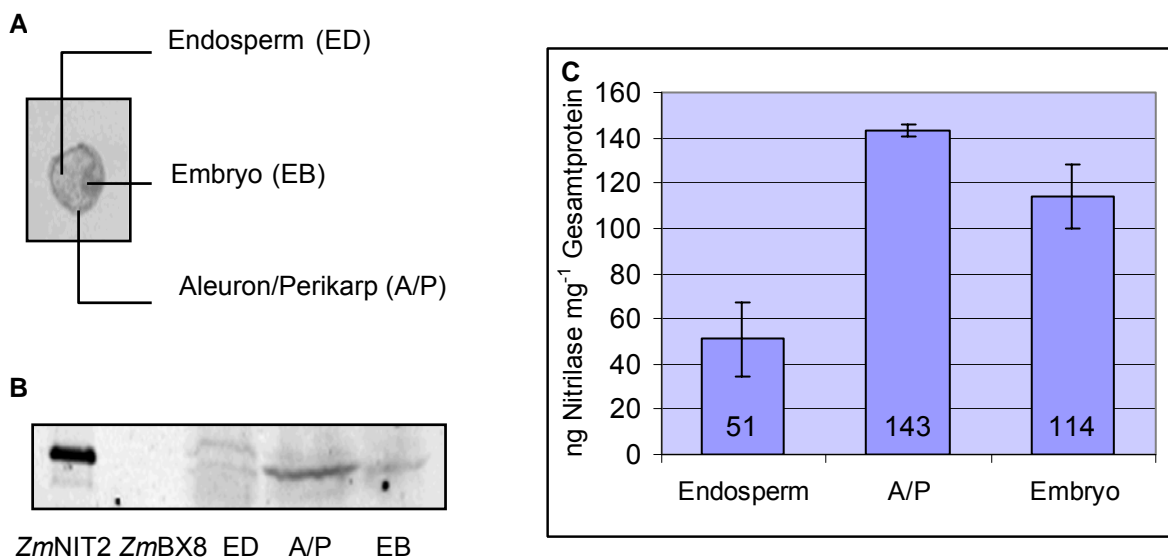 A
Endosperm (ED)
Embryo (EB)
Aleuron/Perikarp (A/P)
B
ZmNIT2 ZmBX8 ED A/P EB
C
ng Nitrilase mg⁻¹ Gesamtprotein
160
140
120
100
80
60
40
20
0
51
143
114
Endosperm A/P Embryo